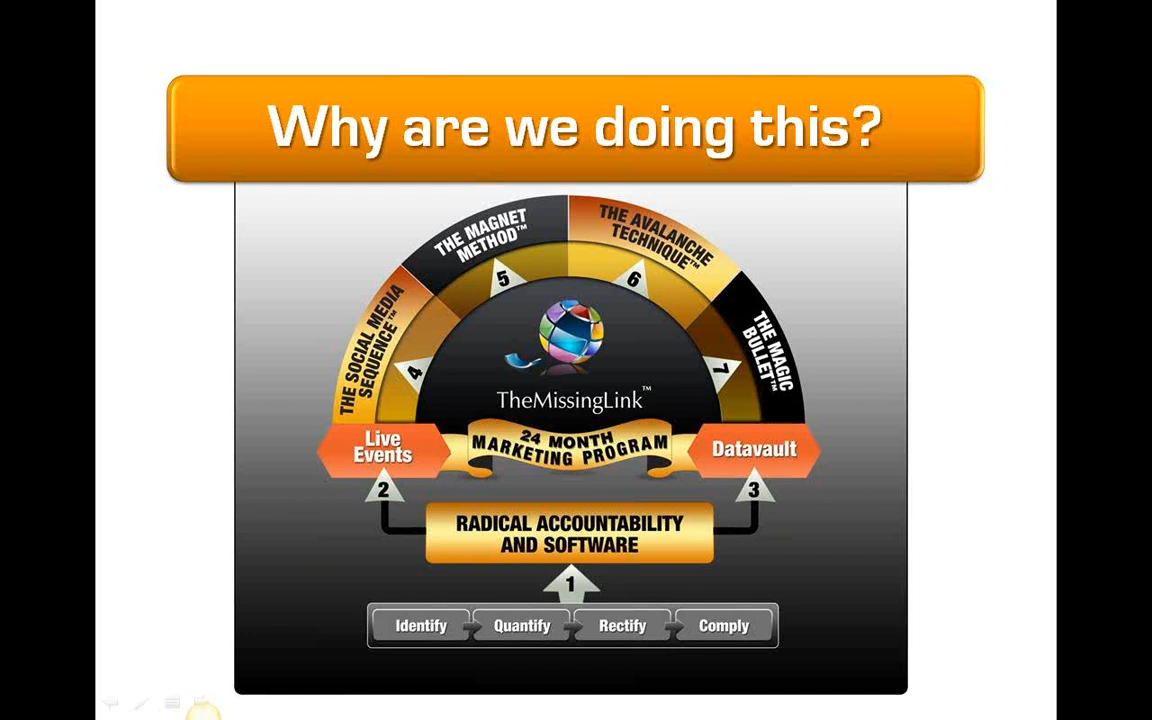 Why are we doing this?
THE MAGNET
METHOD™
THE AVALANCHE
TECHNIQUE™
THE SOCIAL MEDIA
SEQUENCE™
THE MAGIC
BULLET™
5
6
4
7
TheMissingLink™
24 MONTH
MARKETING PROGRAM
Live
Events
Datavault
2
3
RADICAL ACCOUNTABILITY
AND SOFTWARE
1
Identify Quantify Rectify Comply